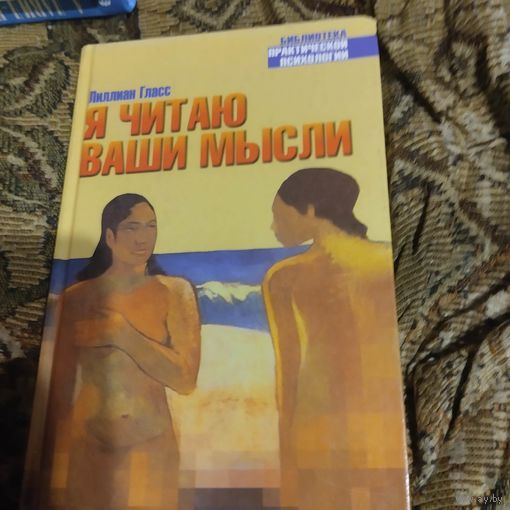 БИБЛИОТЕКА
ПРАКТИЧЕСКОЙ
ПСИХОЛОГИИ
Лиллиан Гласс
Я ЧИТАЮ
ВАШИ МЫСЛИ